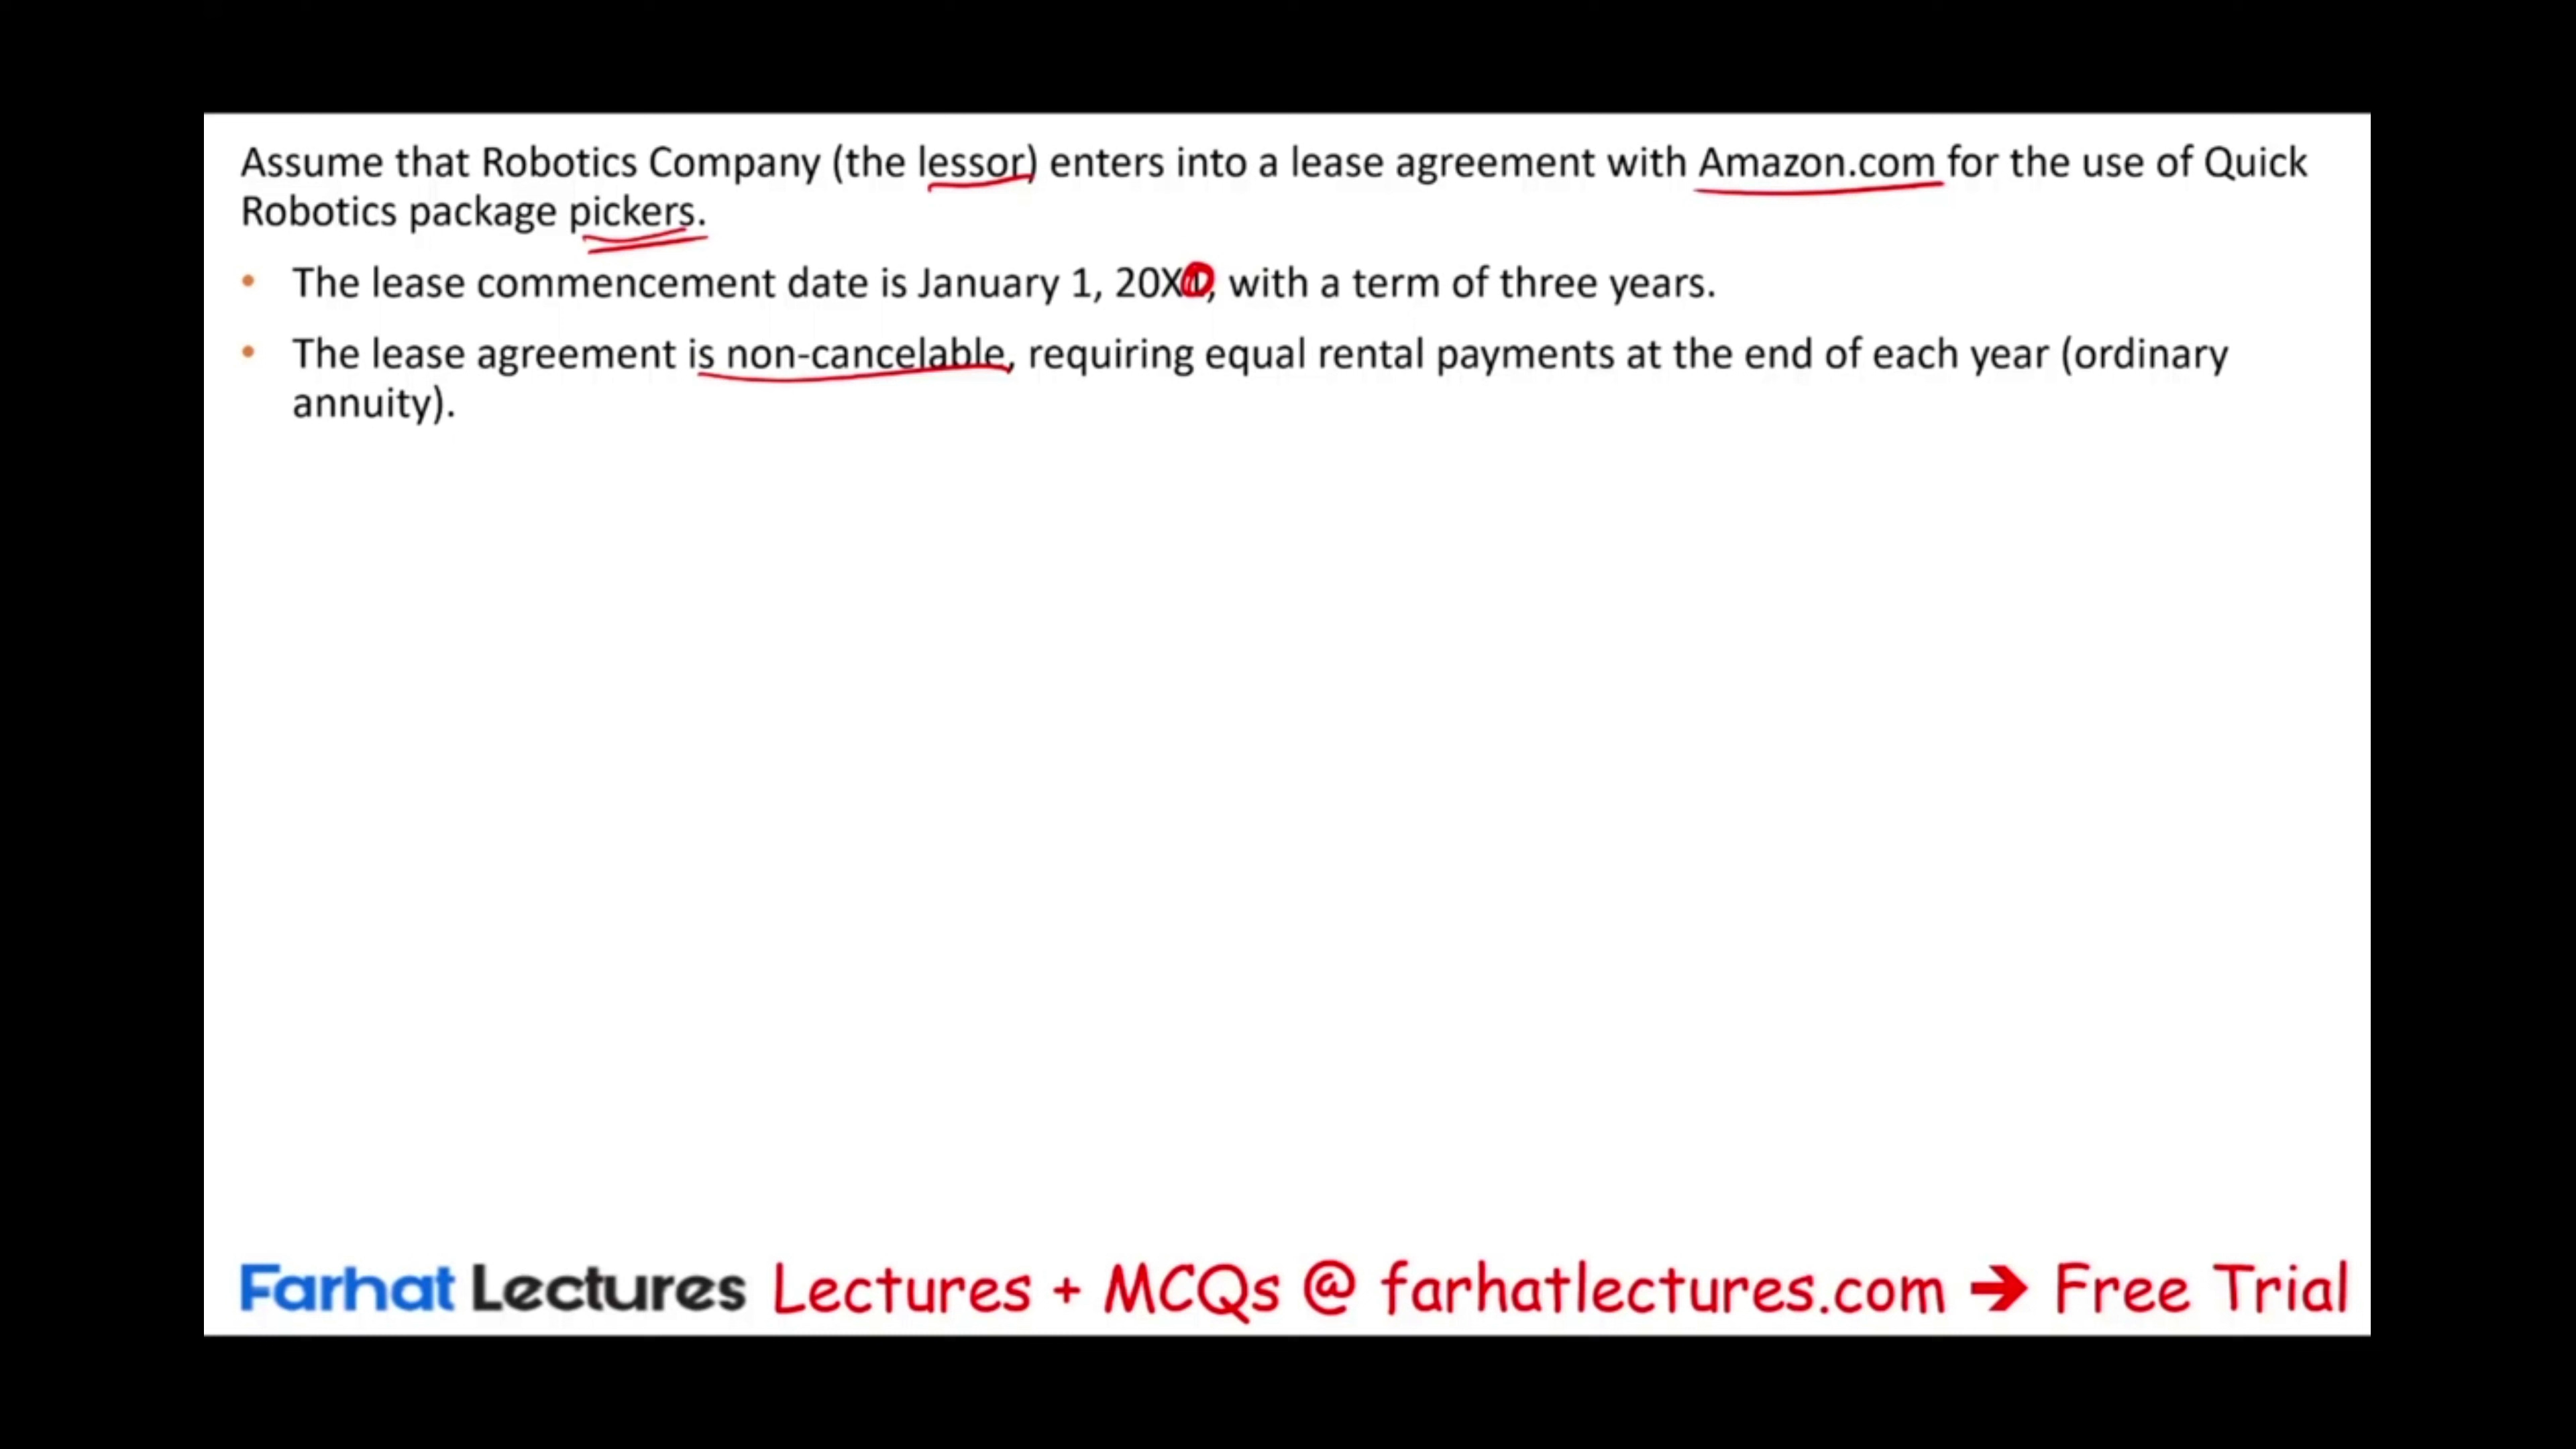 Assume that Robotics Company (the lessor) enters into a lease agreement with Amazon.com for the use of Quick
Robotics package pickers.
• The lease commencement date is January 1, 20X0, with a term of three years.
• The lease agreement is non-cancelable, requiring equal rental payments at the end of each year (ordinary
annuity).
Farhat Lectures Lectures + MCQs @ farhatlectures.com ➔ Free Trial